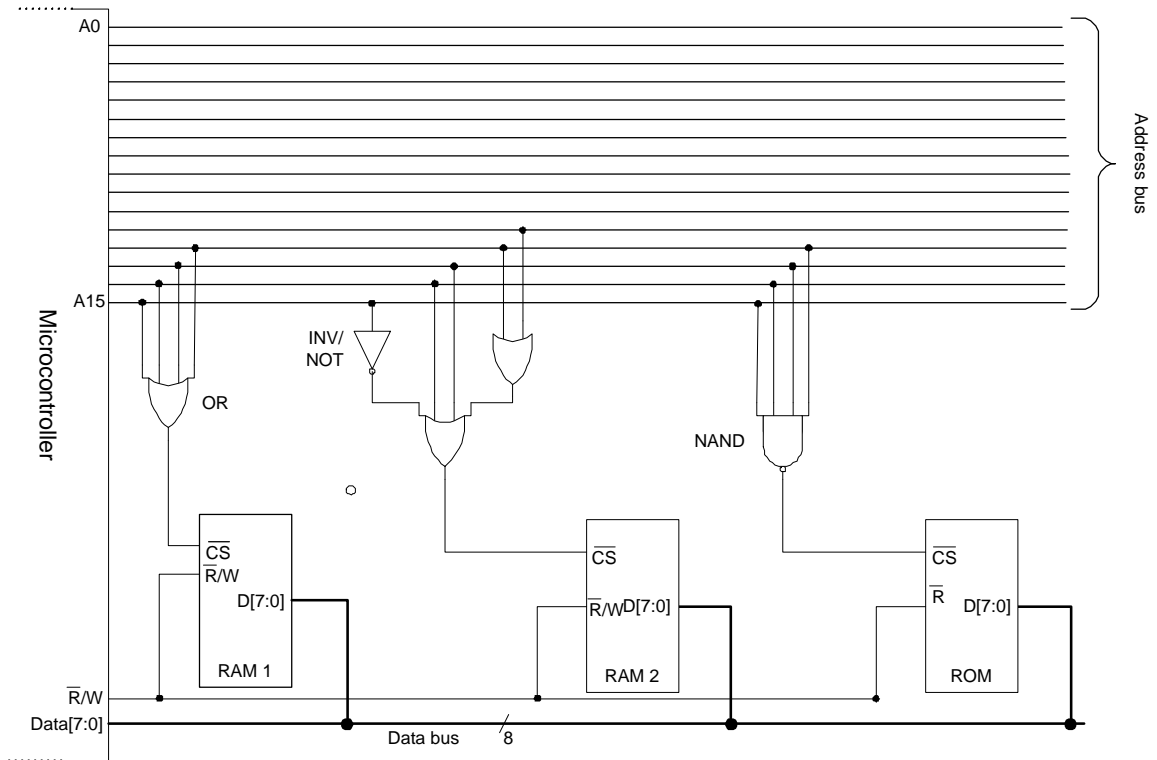 A0
Address bus
A15
Microcontroller
INV/
NOT
OR
NAND
CS
R/W
D[7:0]
RAM 1
CS
R/W
D[7:0]
RAM 2
CS
R
D[7:0]
ROM
R/W
Data[7:0]
Data bus
8